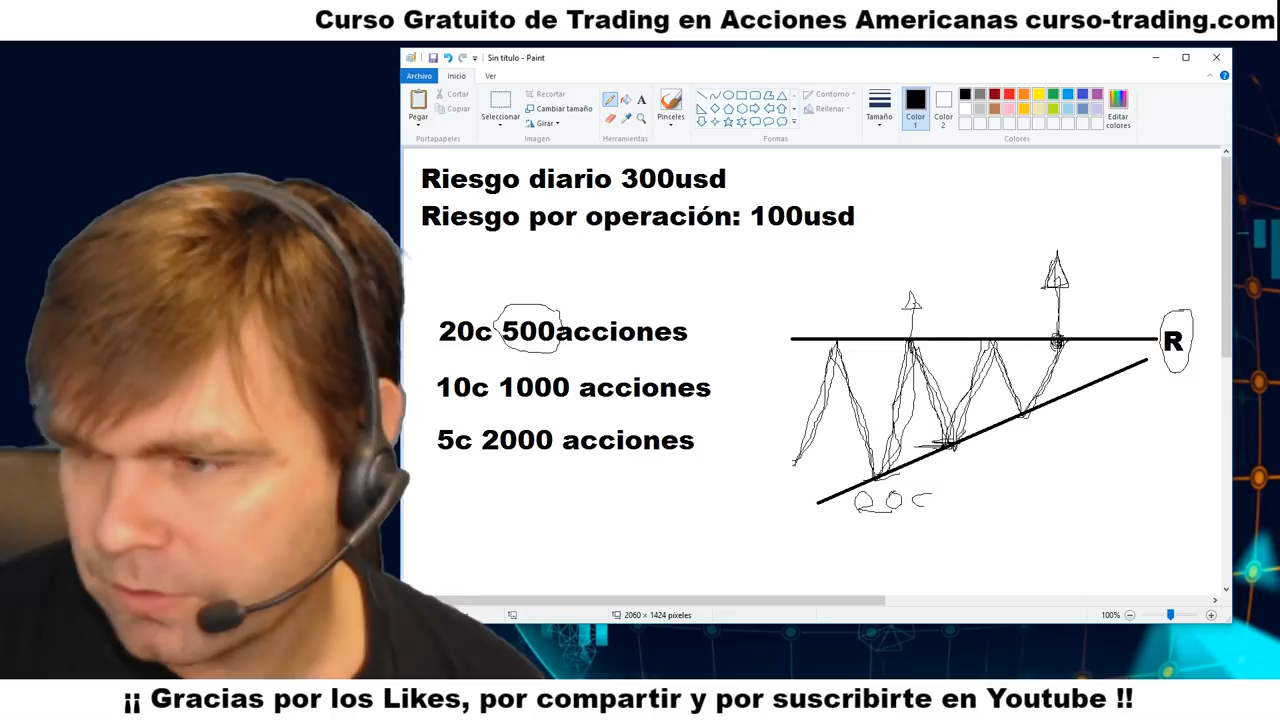 Curso Gratuito de Trading en Acciones Americanas curso-trading.com
Sin título - Paint
Archivo Inicio Ver
Pegar
Cortar
Copiar
Portapapeles
Seleccionar
Recortar
Cambiar tamaño
Girar
Imagen
A
Herramientas
Pinceles
Contorno
Rellenar
Formas
Tamaño
Color 1
Color 2
Editar colores
Colores
Riesgo diario 300usd
Riesgo por operación: 100usd
20c 500acciones
10c 1000 acciones
5c 2000 acciones
R
20c
2060 × 1424 píxeles
100%
¡¡ Gracias por los Likes, por compartir y por suscribirte en Youtube !!